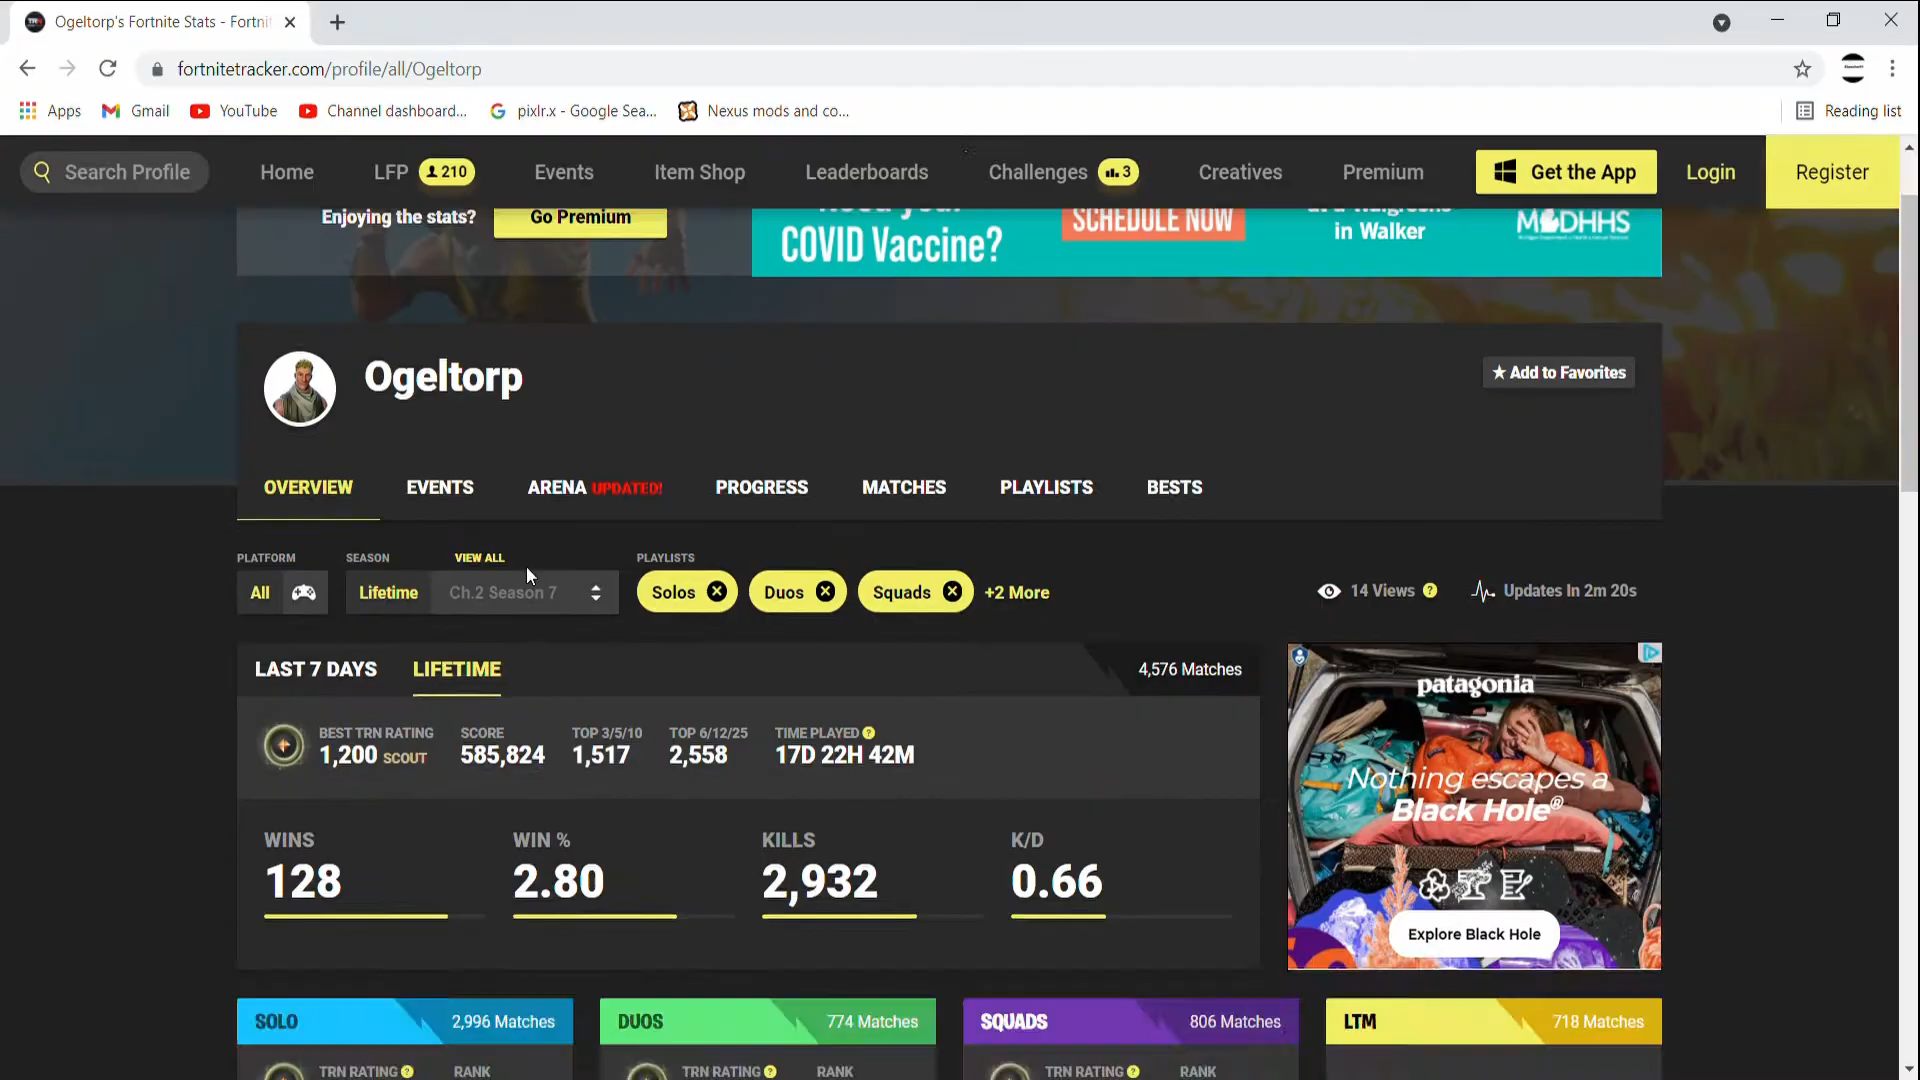 Ogeltorp's Fortnite Stats - Fortni
fortnitetracker.com/profile/all/Ogeltorp
Apps Gmail YouTube Channel dashboard... pixlr.x - Google Sea... Nexus mods and co... Reading list
Search Profile Home LFP 210 Events Item Shop Leaderboards Challenges 3 Creatives Premium Get the App Login Register
Enjoying the stats? Go Premium
COVID Vaccine? SCHEDULE NOW in Walker MDHHS
Ogeltorp
★ Add to Favorites
OVERVIEW EVENTS ARENA UPDATED! PROGRESS MATCHES PLAYLISTS BESTS
PLATFORM SEASON VIEW ALL PLAYLISTS
All Lifetime Ch.2 Season 7 Solos Duos Squads +2 More 14 Views ? Updates In 2m 20s
LAST 7 DAYS LIFETIME 4,576 Matches
BEST TRN RATING SCORE TOP 3/5/10 TOP 6/12/25 TIME PLAYED ?
1,200 SCOUT 585,824 1,517 2,558 17D 22H 42M
WINS WIN % KILLS K/D
128 2.80 2,932 0.66
patagonia
Nothing escapes a
Black Hole®
Explore Black Hole
SOLO 2,996 Matches DUOS 774 Matches SQUADS 806 Matches LTM 718 Matches
TRN RATING ? RANK TRN RATING ? RANK TRN RATING ? RANK